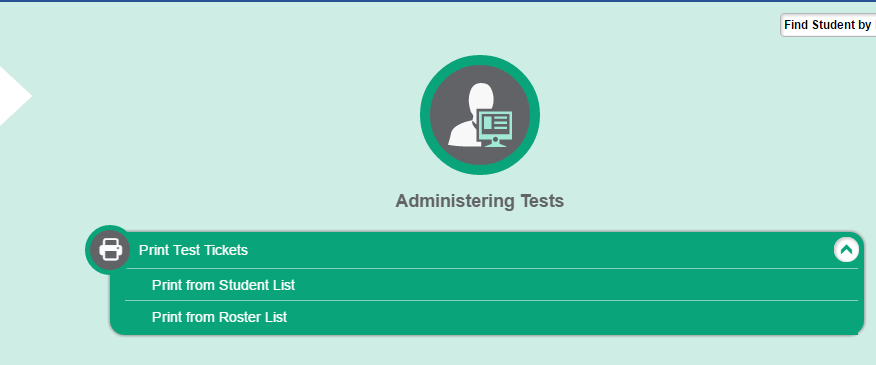 Find Student by
Administering Tests
Print Test Tickets
Print from Student List
Print from Roster List